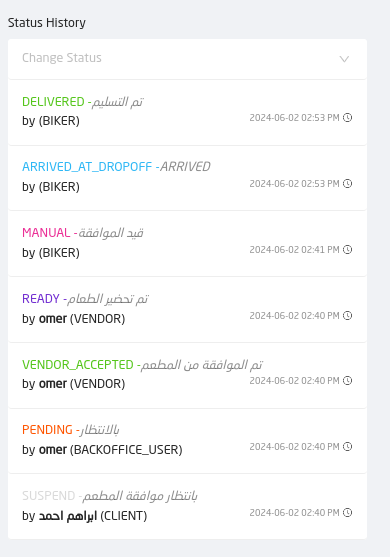 Status History
Change Status
DELIVERED -تم التسليم
by (BIKER)
2024-06-02 02:53 PM
ARRIVED_AT_DROPOFF -ARRIVED
by (BIKER)
2024-06-02 02:53 PM
MANUAL -قيد الموافقة
by (BIKER)
2024-06-02 02:41 PM
READY -تم تحضير الطعام
by omer (VENDOR)
2024-06-02 02:40 PM
VENDOR_ACCEPTED -تم الموافقة من المطعم
by omer (VENDOR)
2024-06-02 02:40 PM
PENDING -بالانتظار
by omer (BACKOFFICE_USER)
2024-06-02 02:40 PM
SUSPEND -بانتظار موافقة المطعم
by ابراهم احمد (CLIENT)
2024-06-02 02:40 PM